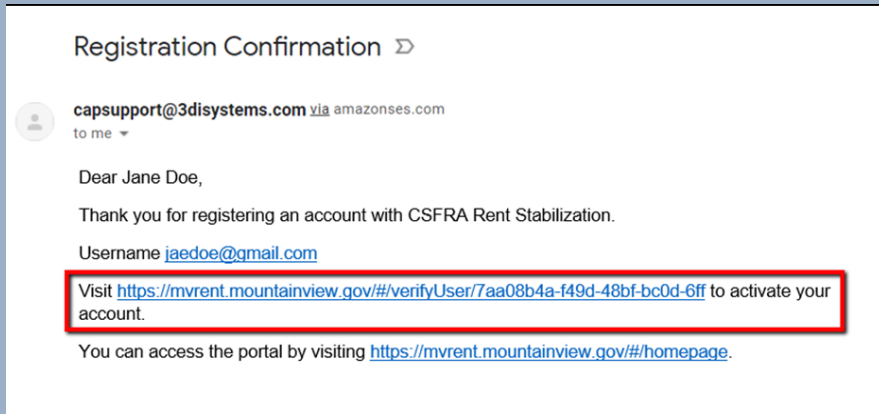 Registration Confirmation
capsupport@3disystems.com via amazonses.com
to me
Dear Jane Doe,
Thank you for registering an account with CSFRA Rent Stabilization.
Username jaedoe@gmail.com
Visit https://mvrent.mountainview.gov/#/verifyUser/7aa08b4a-f49d-48bf-bc0d-6ff to activate your
account.
You can access the portal by visiting https://mvrent.mountainview.gov/#/homepage.